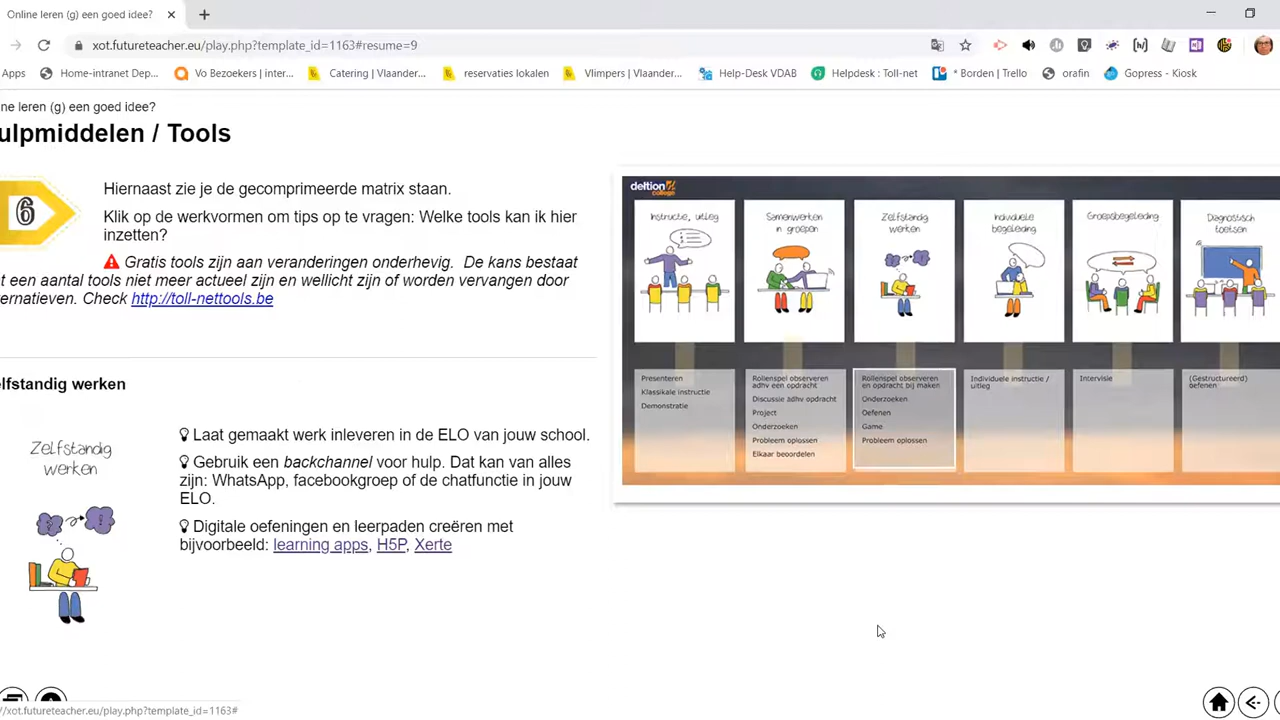 Online leren (g) een goed idee?
xot.futureteacher.eu/play.php?template_id=1163#resume=9
Apps
Home-intranet Dep...
Vo Bezoekers | inter...
Catering | Vlaander...
reservaties lokalen
Vlimpers | Vlaander...
Help-Desk VDAB
Helpdesk : Toll-net
* Borden | Trello
orafin
Gopress - Kiosk
ne leren (g) een goed idee?
ulpmiddelen / Tools
6
Hiernaast zie je de gecomprimeerde matrix staan.
Klik op de werkvormen om tips op te vragen: Welke tools kan ik hier
inzetten?
Gratis tools zijn aan veranderingen onderhevig. De kans bestaat
t een aantal tools niet meer actueel zijn en wellicht zijn of worden vervangen door
ernatieven. Check http://toll-nettools.be
elfstandig werken
Zelfstandig
werken
Laat gemaakt werk inleveren in de ELO van jouw school.
Gebruik een backchannel voor hulp. Dat kan van alles
zijn: WhatsApp, facebookgroep of de chatfunctie in jouw
ELO.
Digitale oefeningen en leerpaden creëren met
bijvoorbeeld: learning apps, H5P, Xerte
deltion
college
Instructie, uitleg
Presenteren
Klassikale instructie
Demonstratie
Samenwerken
in groepen
Rollenspel observeren
adhv een opdracht
Discussie adhv opdracht
Project
Onderzoeken
Probleem oplossen
Elkaar beoordelen
Zelfstandig
werken
Rollenspel observeren
en opdracht bij maken
Onderzoeken
Oefenen
Game
Probleem oplossen
Individuele
begeleiding
Individuele instructie /
uitleg
Groepsbegeleiding
Intervisie
Diagnostisch
toetsen
(Gestructureerd)
oefenen
//xot.futureteacher.eu/play.php?template_id=1163#